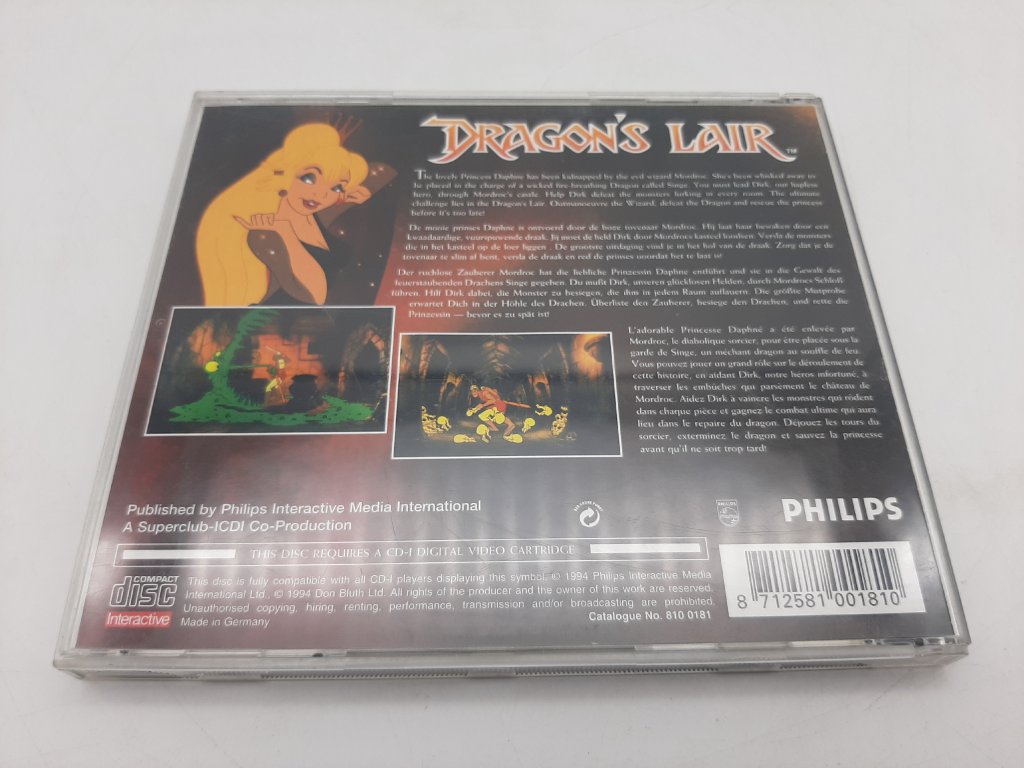 DRAGON'S LAIR™
The lovely Princess Daphne has been kidnapped by the evil wizard Mordroc. She's been whisked away to
be placed in the charge of a wicked fire-breathing Dragon called Singe. You must lead Dirk, our hapless
hero, through Mordroc's castle. Help Dirk defeat the monsters lurking in every room. The ultimate
challenge lies in the Dragon's Lair. Outmanoeuvre the Wizard, defeat the Dragon and rescue the princess
before it's too late!
De mooie prinses Daphne is ontvoerd door de boze tovenaar Mordroc. Hij laat haar bewaken door een
kwaadaardige, vuurspuwende draak. Jij moet de held Dirk door Mordrocs kasteel loodsen. Versla de monsters
die in het kasteel op de loer liggen . De grootste uitdaging vind je in het hol van de draak. Zorg dat je de
tovenaar te slim af bent, versla de draak en red de prinses voordat het te laat is!
Der ruchlose Zauberer Mordroc hat die liebliche Prinzessin Daphne entführt und sie in die Gewalt des
feuerstaubenden Drachens Singe gegeben. Du mußt Dirk, unseren glücklosen Helden, durch Mordrocs Schloß
führen. Hilf Dirk dabei, die Monster zu besiegen, die ihm in jedem Raum auflauern. Die größte Mutprobe
erwartet Dich in der Höhle des Drachen. Überliste den Zauberer, besiege den Drachen, und rette die
Prinzessin — bevor es zu spät ist!
L'adorable Princesse Daphné a été enlevée par
Mordroc, le diabolique sorcier, pour être placée sous la
garde de Singe, un méchant dragon au souffle de feu.
Vous pouvez jouer un grand rôle sur le déroulement de
cette histoire, en aidant Dirk, notre héros infortuné, à
traverser les embûches qui parsèment le château de
Mordroc. Aidez Dirk à vaincre les monstres qui rôdent
dans chaque pièce et gagnez le combat ultime qui aura
lieu dans le repaire du dragon. Déjouez les tours du
sorcier, exterminez le dragon et sauvez la princesse
avant qu'il ne soit trop tard!
Published by Philips Interactive Media International
A Superclub-ICDI Co-Production
PHILIPS
THIS DISC REQUIRES A CD-I DIGITAL VIDEO CARTRIDGE
COMPACT
disc
Interactive
This disc is fully compatible with all CD-I players displaying this symbol. © 1994 Philips Interactive Media
International Ltd., © 1994 Don Bluth Ltd. All rights of the producer and the owner of this work are reserved.
Unauthorised copying, hiring, renting, performance, transmission and/or broadcasting are prohibited.
Made in Germany
Catalogue No. 810 0181
8 712581 001810